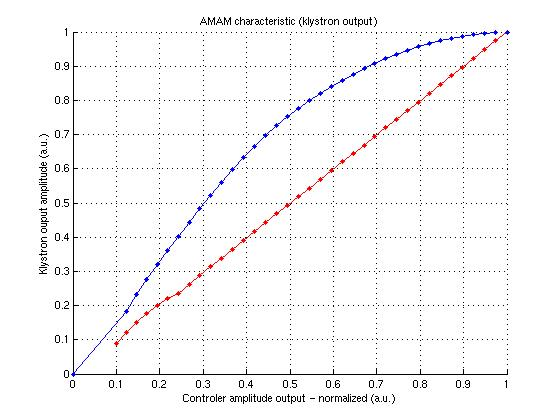 AMAM characteristic (klystron output)
1
0.9
0.8
0.7
0.6
0.5
0.4
0.3
0.2
0.1
0
Klystron ouput amplitude (a.u.)
0 0.1 0.2 0.3 0.4 0.5 0.6 0.7 0.8 0.9 1
Controler amplitude output – normalized (a.u.)